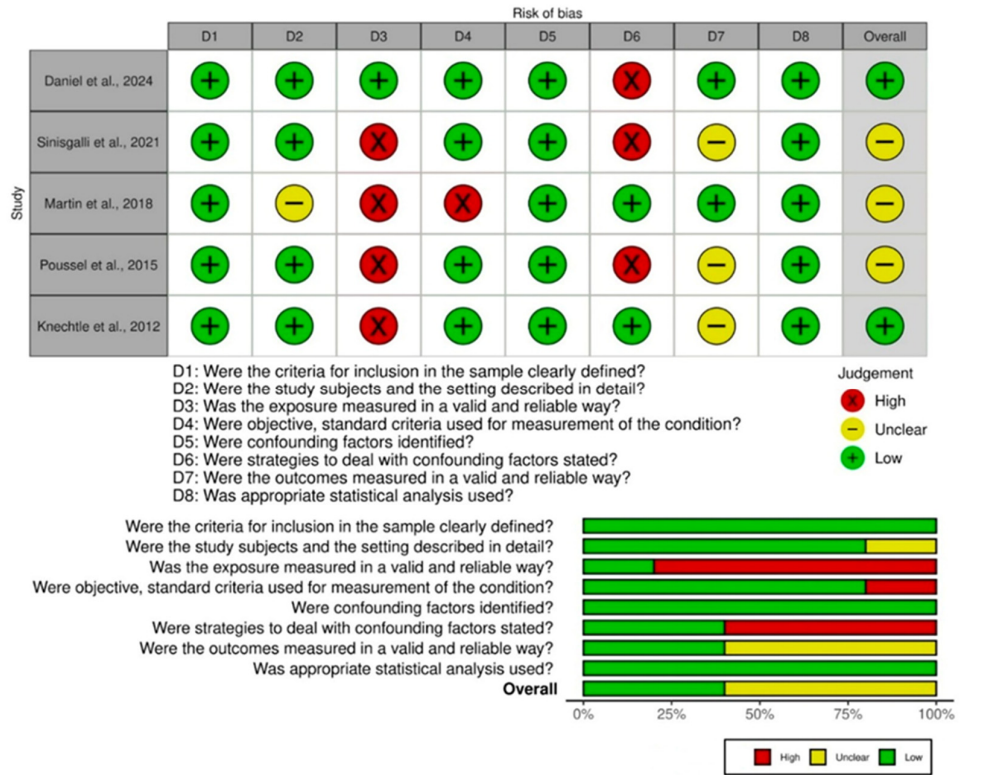 Risk of bias
D1 D2 D3 D4 D5 D6 D7 D8 Overall
Study
Daniel et al., 2024 + + + + + X + + +
Sinisgalli et al., 2021 + + X + + X − + −
Martin et al., 2018 + − X X + + + + −
Poussel et al., 2015 + + X + + X − + −
Knechtle et al., 2012 + + X + + + − + +
D1: Were the criteria for inclusion in the sample clearly defined?
D2: Were the study subjects and the setting described in detail?
D3: Was the exposure measured in a valid and reliable way?
D4: Were objective, standard criteria used for measurement of the condition?
D5: Were confounding factors identified?
D6: Were strategies to deal with confounding factors stated?
D7: Were the outcomes measured in a valid and reliable way?
D8: Was appropriate statistical analysis used?
Judgement
X High
− Unclear
+ Low
Were the criteria for inclusion in the sample clearly defined?
Were the study subjects and the setting described in detail?
Was the exposure measured in a valid and reliable way?
Were objective, standard criteria used for measurement of the condition?
Were confounding factors identified?
Were strategies to deal with confounding factors stated?
Were the outcomes measured in a valid and reliable way?
Was appropriate statistical analysis used?
Overall
0% 25% 50% 75% 100%
High Unclear Low